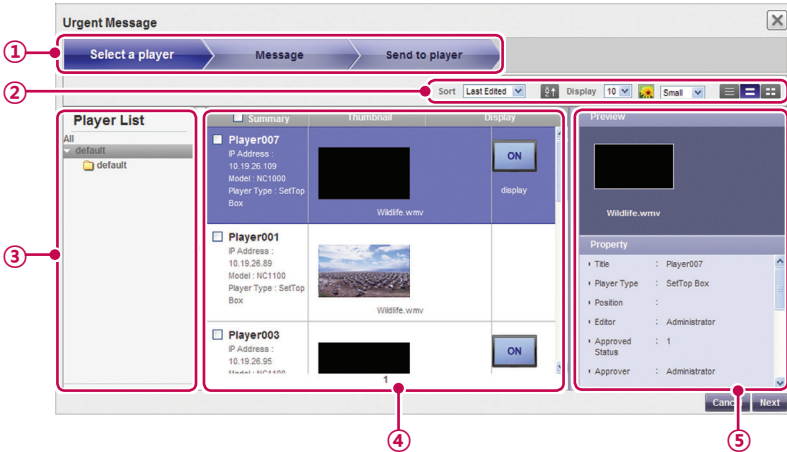 Urgent Message
① Select a player Message Send to player
② Sort Last Edited Display 10 Small
Player List
All
default
default
③
Summary Thumbnail Display
Player007
IP Address :
10.19.26.109
Model : NC1000
Player Type : SetTop
Box
Wildlife.wmv
ON
display
Player001
IP Address :
10.19.26.89
Model : NC1100
Player Type : SetTop
Box
Wildlife.wmv
Player003
IP Address :
10.19.26.95
Model : NC1100
ON
1
④
Preview
Wildlife.wmv
Property
Title : Player007
Player Type : SetTop Box
Position :
Editor : Administrator
Approved : 1
Status
Approver : Administrator
Next
⑤